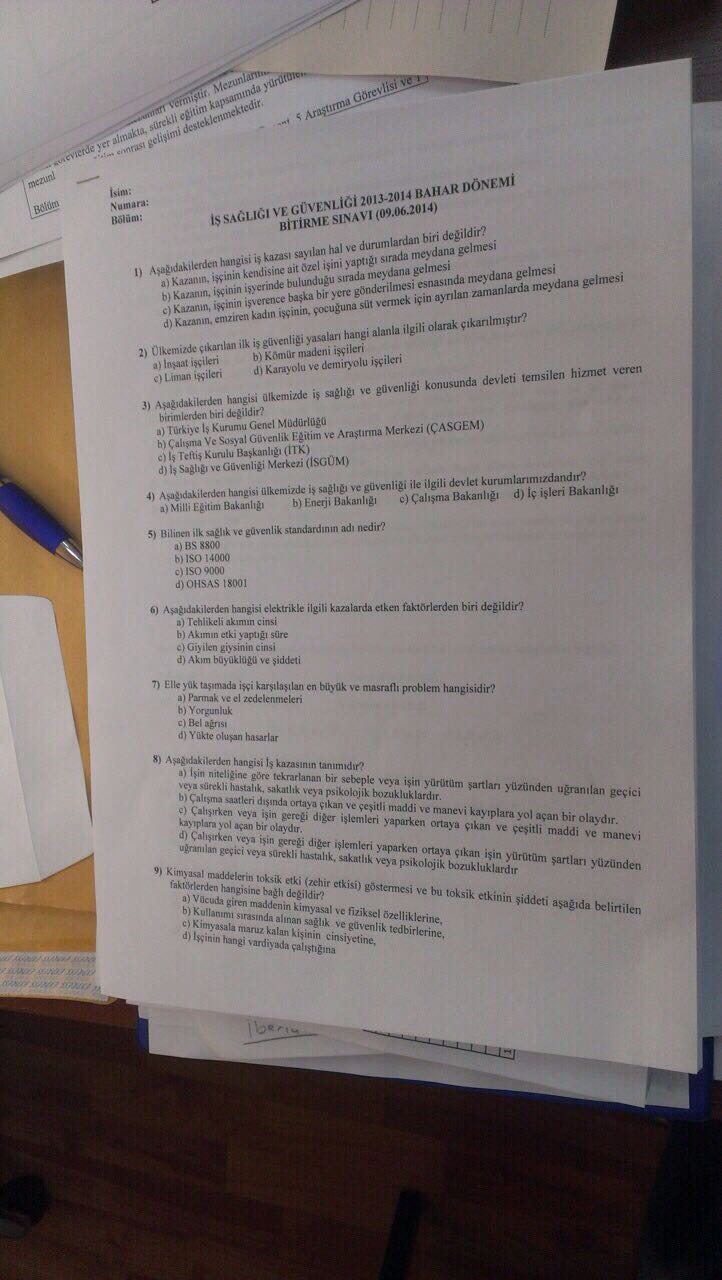 vermiştir. Mezunların
görevlerde yer almakta, sürekli eğitim kapsamında
mezunl sonrası gelişimi desteklenmektedir.
Bölüm 5 Araştırma Görevlisi ve 1
İsim:
Numara:
Bölüm:
İŞ SAĞLIĞI VE GÜVENLİĞİ 2013-2014 BAHAR DÖNEMİ
BİTİRME SINAVI (09.06.2014)
1) Aşağıdakilerden hangisi iş kazası sayılan hal ve durumlardan biri değildir?
a) Kazanın, işçinin kendisine ait özel işini yaptığı sırada meydana gelmesi
b) Kazanın, işçinin işyerinde bulunduğu sırada meydana gelmesi
c) Kazanın, işçinin işverence başka bir yere gönderilmesi esnasında meydana gelmesi
d) Kazanın, emziren kadın işçinin, çocuğuna süt vermek için ayrılan zamanlarda meydana gelmesi
2) Ülkemizde çıkarılan ilk iş güvenliği yasaları hangi alanla ilgili olarak çıkarılmıştır?
a) İnşaat işçileri b) Kömür madeni işçileri
c) Liman işçileri d) Karayolu ve demiryolu işçileri
3) Aşağıdakilerden hangisi ülkemizde iş sağlığı ve güvenliği konusunda devleti temsilen hizmet veren
birimlerden biri değildir?
a) Türkiye İş Kurumu Genel Müdürlüğü
b) Çalışma Ve Sosyal Güvenlik Eğitim ve Araştırma Merkezi (ÇASGEM)
c) İş Teftiş Kurulu Başkanlığı (İTK)
d) İş Sağlığı ve Güvenliği Merkezi (İSGÜM)
4) Aşağıdakilerden hangisi ülkemizde iş sağlığı ve güvenliği ile ilgili devlet kurumlarımızdandır?
a) Milli Eğitim Bakanlığı b) Enerji Bakanlığı c) Çalışma Bakanlığı d) İç işleri Bakanlığı
5) Bilinen ilk sağlık ve güvenlik standardının adı nedir?
a) BS 8800
b) ISO 14000
c) ISO 9000
d) OHSAS 18001
6) Aşağıdakilerden hangisi elektrikle ilgili kazalarda etken faktörlerden biri değildir?
a) Tehlikeli akımın cinsi
b) Akımın etki yaptığı süre
c) Giyilen giysinin cinsi
d) Akım büyüklüğü ve şiddeti
7) Elle yük taşımada işçi karşılaşılan en büyük ve masraflı problem hangisidir?
a) Parmak ve el zedelenmeleri
b) Yorgunluk
c) Bel ağrısı
d) Yükte oluşan hasarlar
8) Aşağıdakilerden hangisi İş kazasının tanımıdır?
a) İşin niteliğine göre tekrarlanan bir sebeple veya işin yürütüm şartları yüzünden uğranılan geçici
veya sürekli hastalık, sakatlık veya psikolojik bozukluklardır.
b) Çalışma saatleri dışında ortaya çıkan ve çeşitli maddi ve manevi kayıplara yol açan bir olaydır.
c) Çalışırken veya işin gereği diğer işlemleri yaparken ortaya çıkan ve çeşitli maddi ve manevi
kayıplara yol açan bir olaydır.
d) Çalışırken veya işin gereği diğer işlemleri yaparken ortaya çıkan işin yürütüm şartları yüzünden
uğranılan geçici veya sürekli hastalık, sakatlık veya psikolojik bozukluklardır
9) Kimyasal maddelerin toksik etki (zehir etkisi) göstermesi ve bu toksik etkinin şiddeti aşağıda belirtilen
faktörlerden hangisine bağlı değildir?
a) Vücuda giren maddenin kimyasal ve fiziksel özelliklerine,
b) Kullanımı sırasında alınan sağlık ve güvenlik tedbirlerine,
c) Kimyasala maruz kalan kişinin cinsiyetine,
d) İşçinin hangi vardiyada çalıştığına